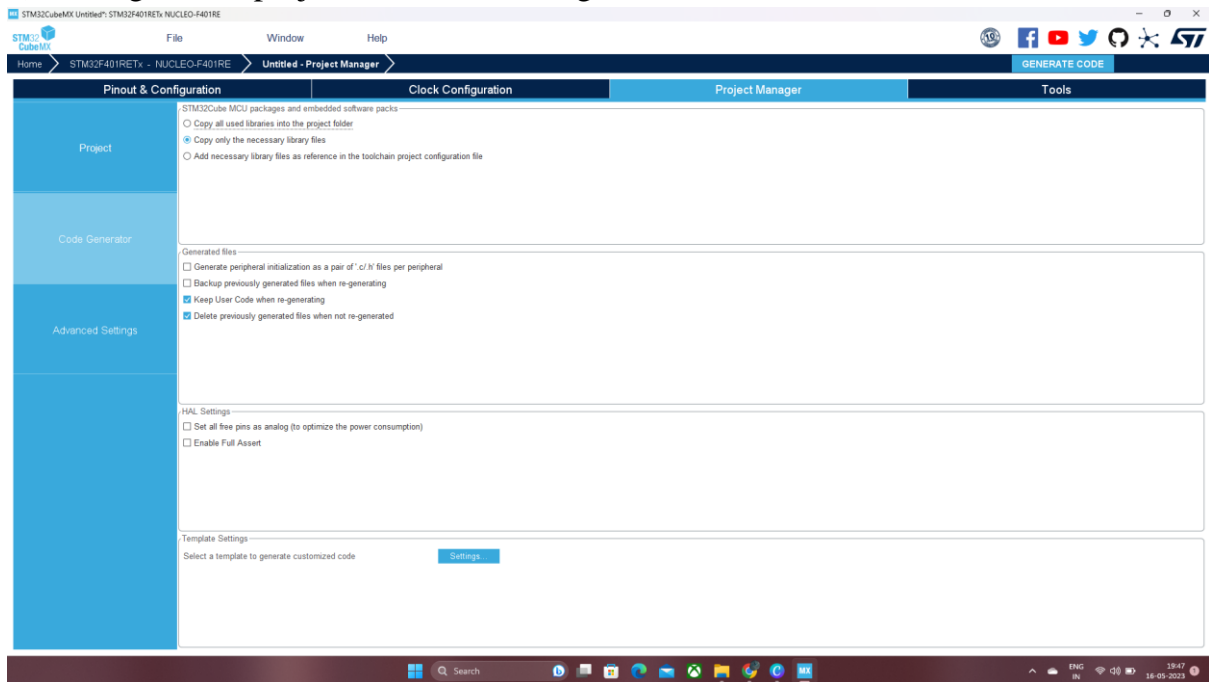 STM32CubeMX Untitled*: STM32F401RETx NUCLEO-F401RE
STM32
CubeMX
File
Window
Help
Home
STM32F401RETx - NUCLEO-F401RE
Untitled - Project Manager
GENERATE CODE
Pinout & Configuration
Clock Configuration
Project Manager
Tools
Project
Code Generator
Advanced Settings
STM32Cube MCU packages and embedded software packs
Copy all used libraries into the project folder
Copy only the necessary library files
Add necessary library files as reference in the toolchain project configuration file
Generated files
Generate peripheral initialization as a pair of '.c/.h' files per peripheral
Backup previously generated files when re-generating
Keep User Code when re-generating
Delete previously generated files when not re-generated
HAL Settings
Set all free pins as analog (to optimize the power consumption)
Enable Full Assert
Template Settings
Select a template to generate customized code
Settings...
Search
ENG
IN
19:47
16-05-2023